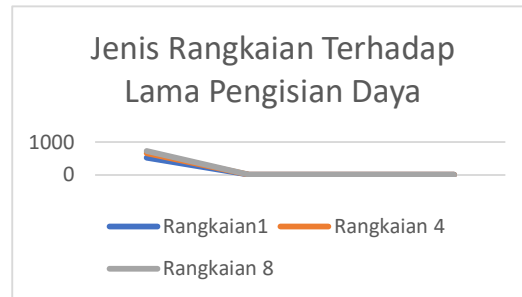 Jenis Rangkaian Terhadap
Lama Pengisian Daya
1000
0
Rangkaian1
Rangkaian 4
Rangkaian 8